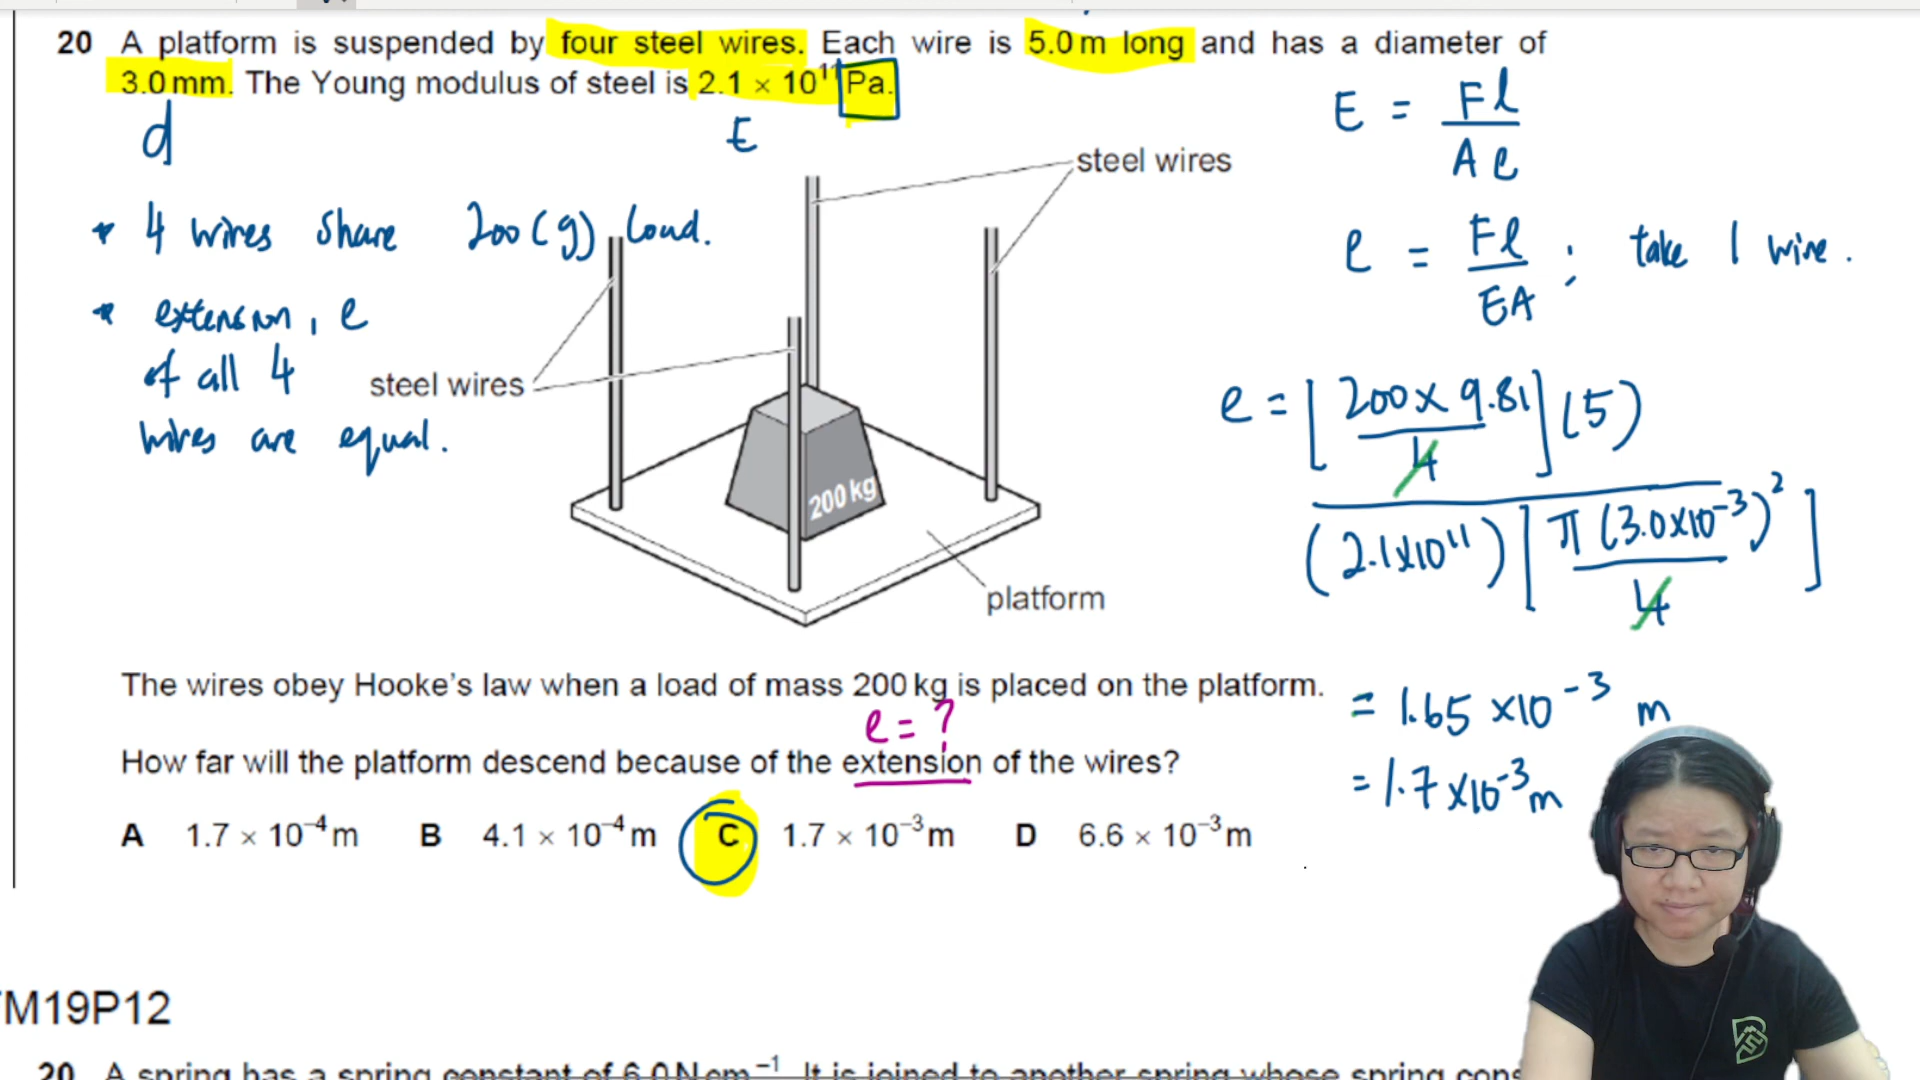 20 A platform is suspended by four steel wires. Each wire is 5.0 m long and has a diameter of
3.0 mm. The Young modulus of steel is 2.1 × 10¹¹ Pa.
d
E
E = Fl / Ae
steel wires
* 4 wires share 200(g) load.
e = Fl / EA ; take 1 wire.
* extension, e
of all 4
wires are equal.
steel wires
e = [200 × 9.81 / 4] (5)
(2.1×10¹¹) [π (3.0×10⁻³)² / 4]
200 kg
platform
The wires obey Hooke's law when a load of mass 200 kg is placed on the platform.
= 1.65 ×10⁻³ m
e = ?
How far will the platform descend because of the extension of the wires?
= 1.7 ×10⁻³ m
A 1.7 × 10⁻⁴ m B 4.1 × 10⁻⁴ m C 1.7 × 10⁻³ m D 6.6 × 10⁻³ m
M19P12
20 A spring has a spring constant of 6.0 N cm⁻¹. It is joined to another spring whose spring